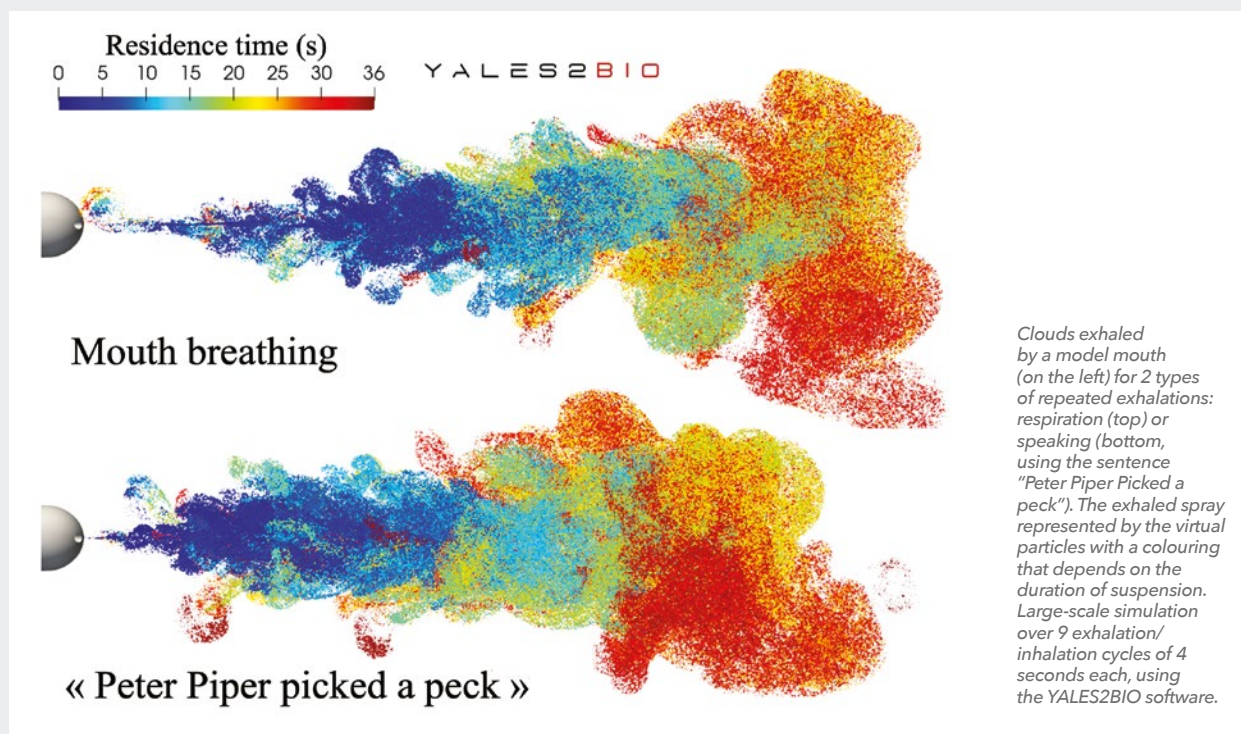 Residence time (s)
0 5 10 15 20 25 30 36
YALES2BIO
Mouth breathing
« Peter Piper picked a peck »
Clouds exhaled
by a model mouth
(on the left) for 2 types
of repeated exhalations:
respiration (top) or
speaking (bottom,
using the sentence
“Peter Piper Picked a
peck”). The exhaled spray
represented by the virtual
particles with a colouring
that depends on the
duration of suspension.
Large-scale simulation
over 9 exhalation/
inhalation cycles of 4
seconds each, using
the YALES2BIO software.